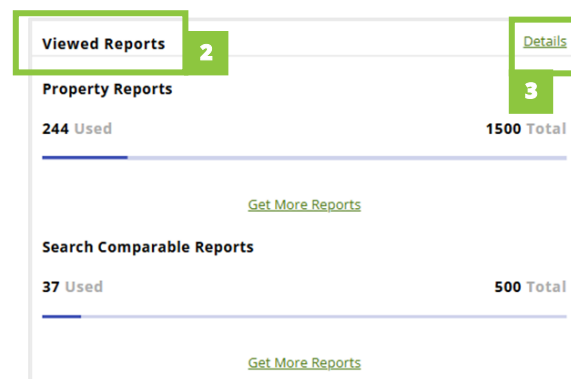 Viewed Reports
2
Details
3
Property Reports
244 Used 1500 Total
Get More Reports
Search Comparable Reports
37 Used 500 Total
Get More Reports